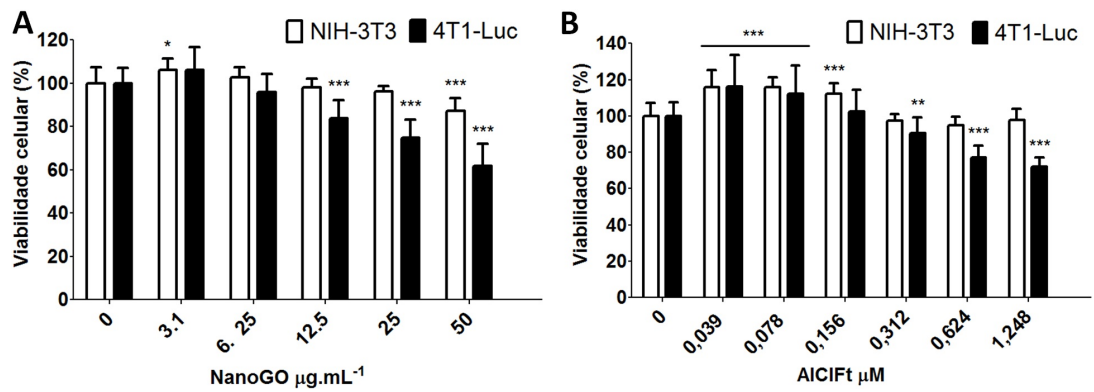 A
NIH-3T3 4T1-Luc
Viabilidade celular (%)
120
100
80
60
40
20
0
* *** *** *** ***
0 3.1 6. 25 12.5 25 50
NanoGO µg.mL⁻¹
B
NIH-3T3 4T1-Luc
Viabilidade celular (%)
140
120
100
80
60
40
20
0
*** *** ** *** ***
0 0,039 0,078 0,156 0,312 0,624 1,248
AlClFt µM